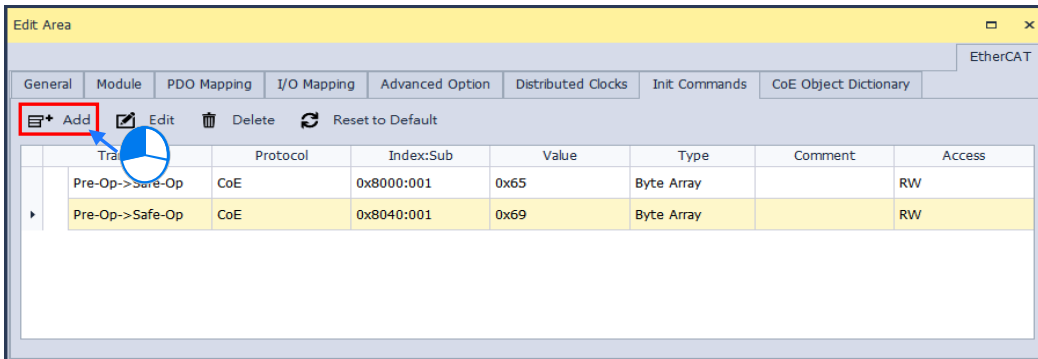 Edit Area
EtherCAT
General Module PDO Mapping I/O Mapping Advanced Option Distributed Clocks Init Commands CoE Object Dictionary
Add Edit Delete Reset to Default
Protocol Index:Sub Value Type Comment Access
Pre-Op->Safe-Op CoE 0x8000:001 0x65 Byte Array RW
Pre-Op->Safe-Op CoE 0x8040:001 0x69 Byte Array RW